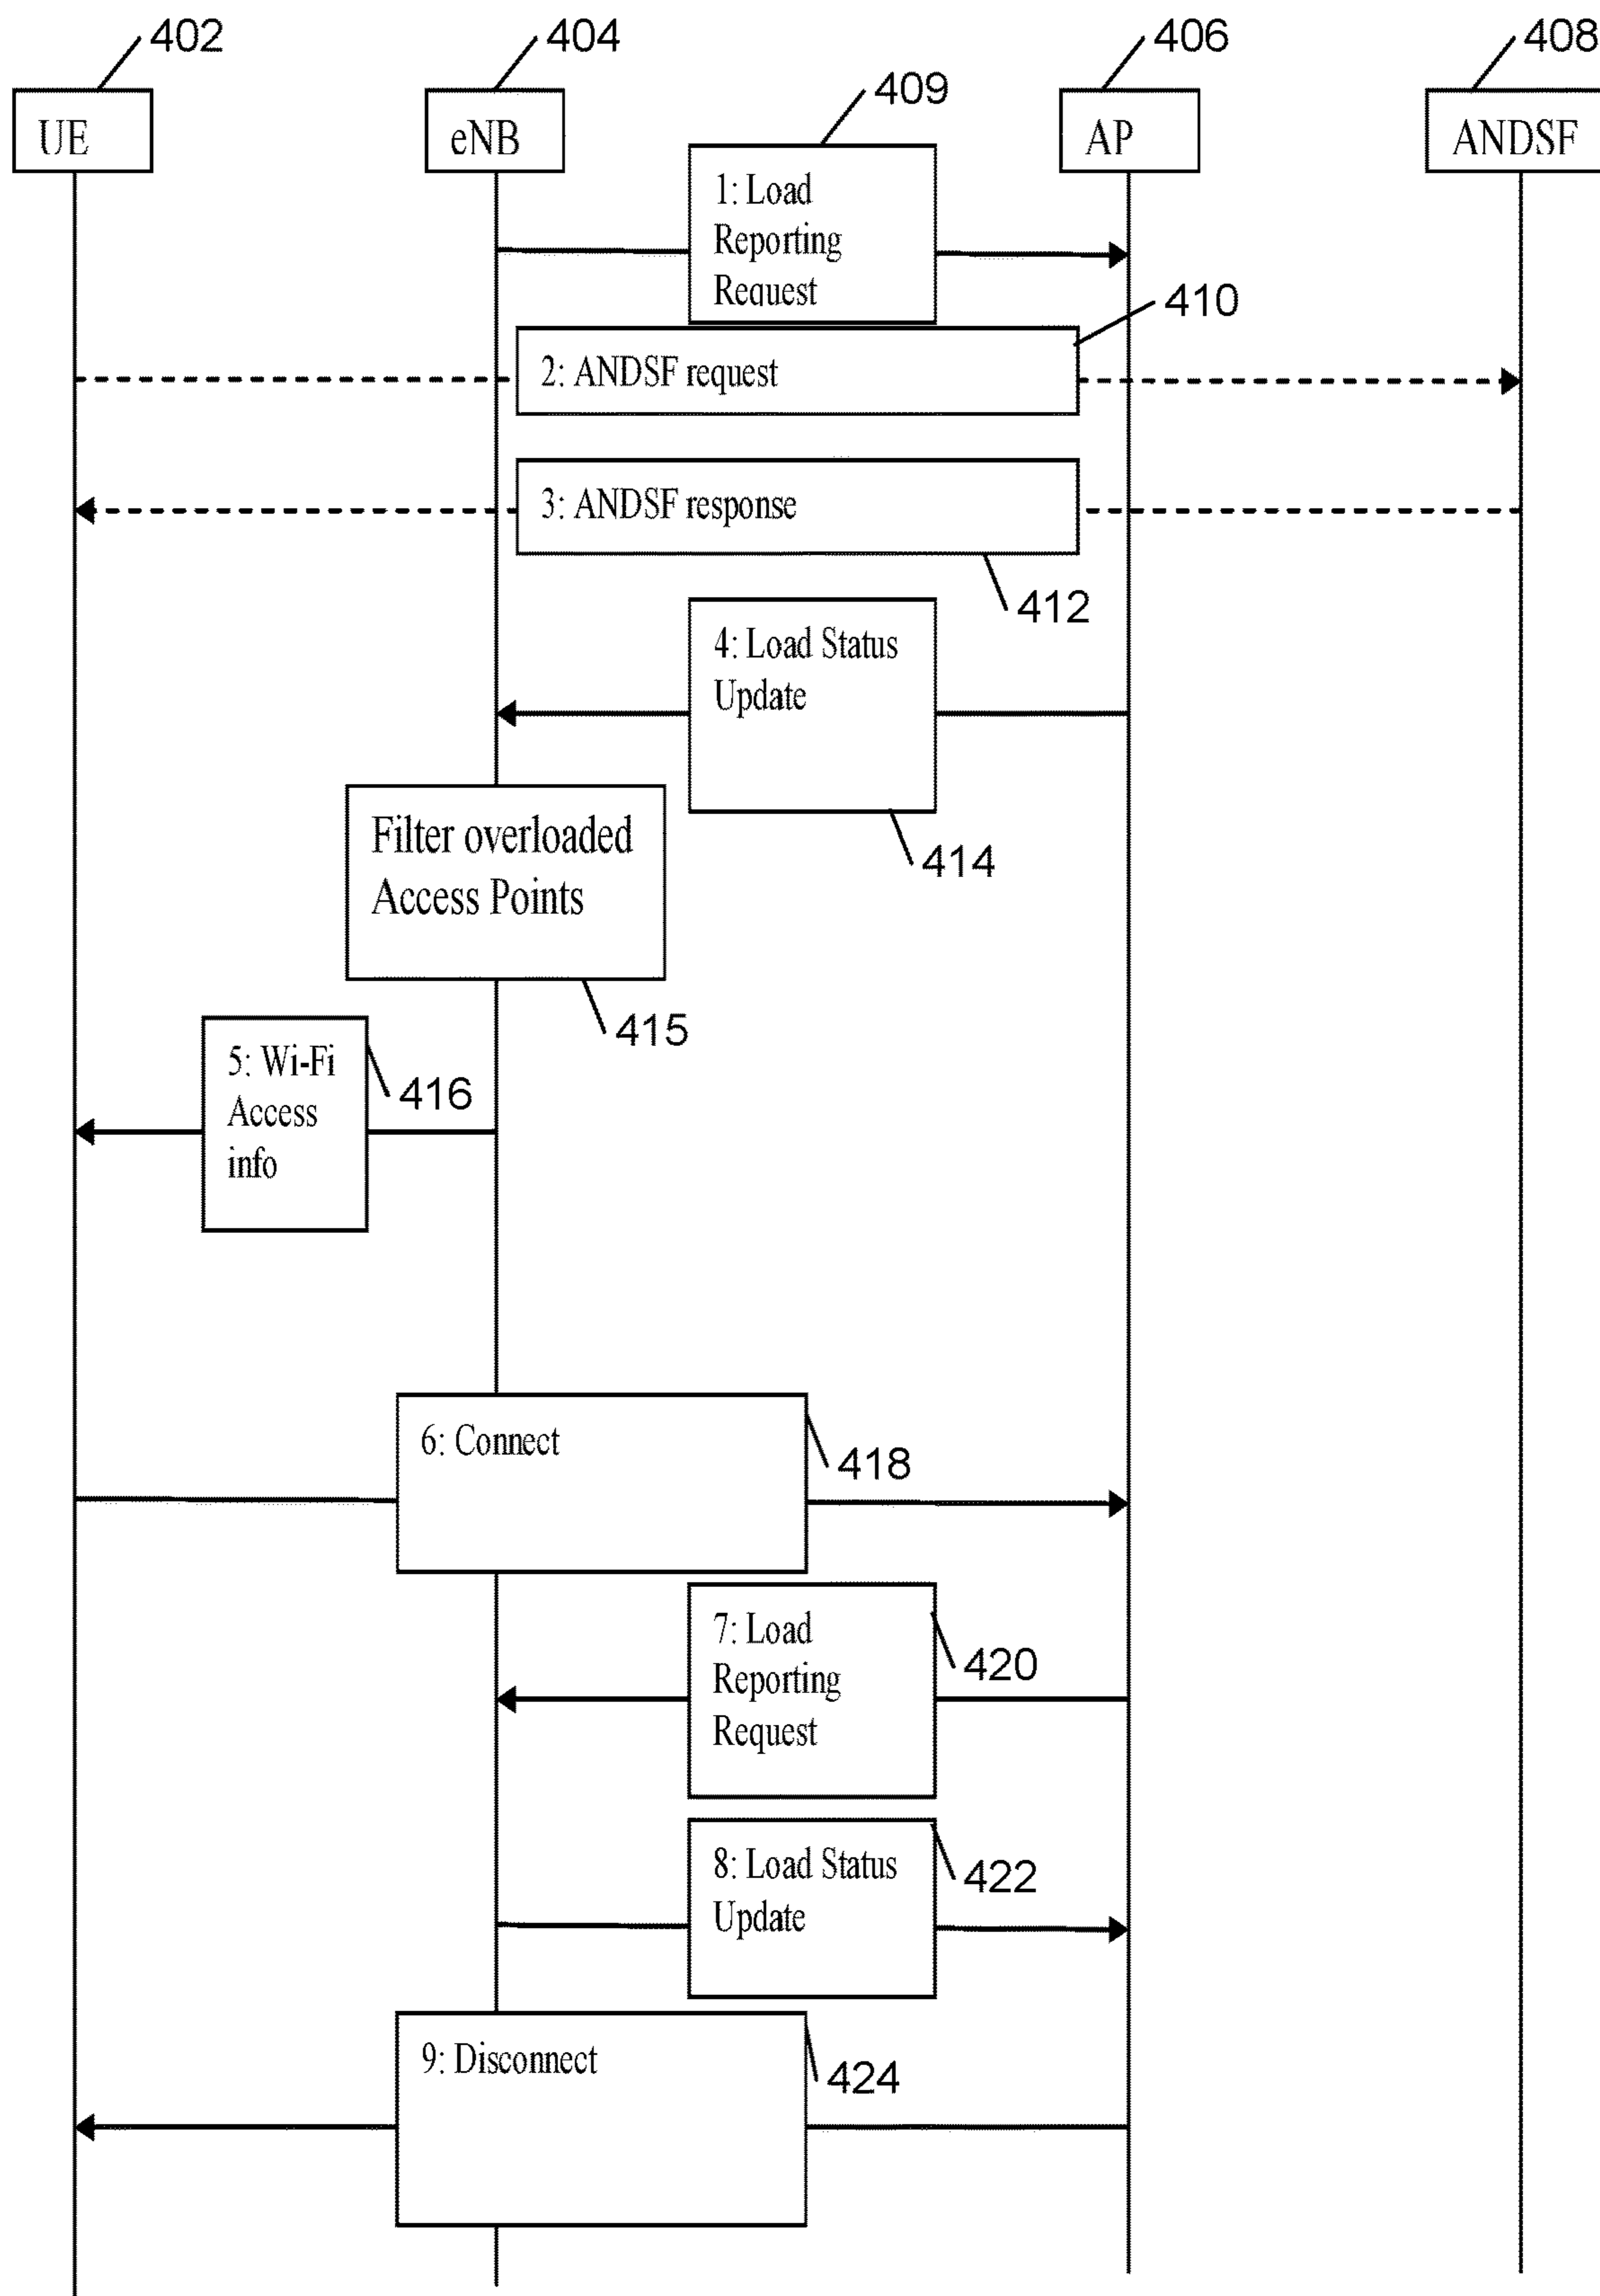 402
404
406
408
409
UE
eNB
AP
ANDSF
1: Load
Reporting
Request
410
2: ANDSF request
3: ANDSF response
412
4: Load Status
Update
414
Filter overloaded
Access Points
415
5: Wi-Fi
Access
info
416
6: Connect
418
7: Load
Reporting
Request
420
8: Load Status
Update
422
9: Disconnect
424